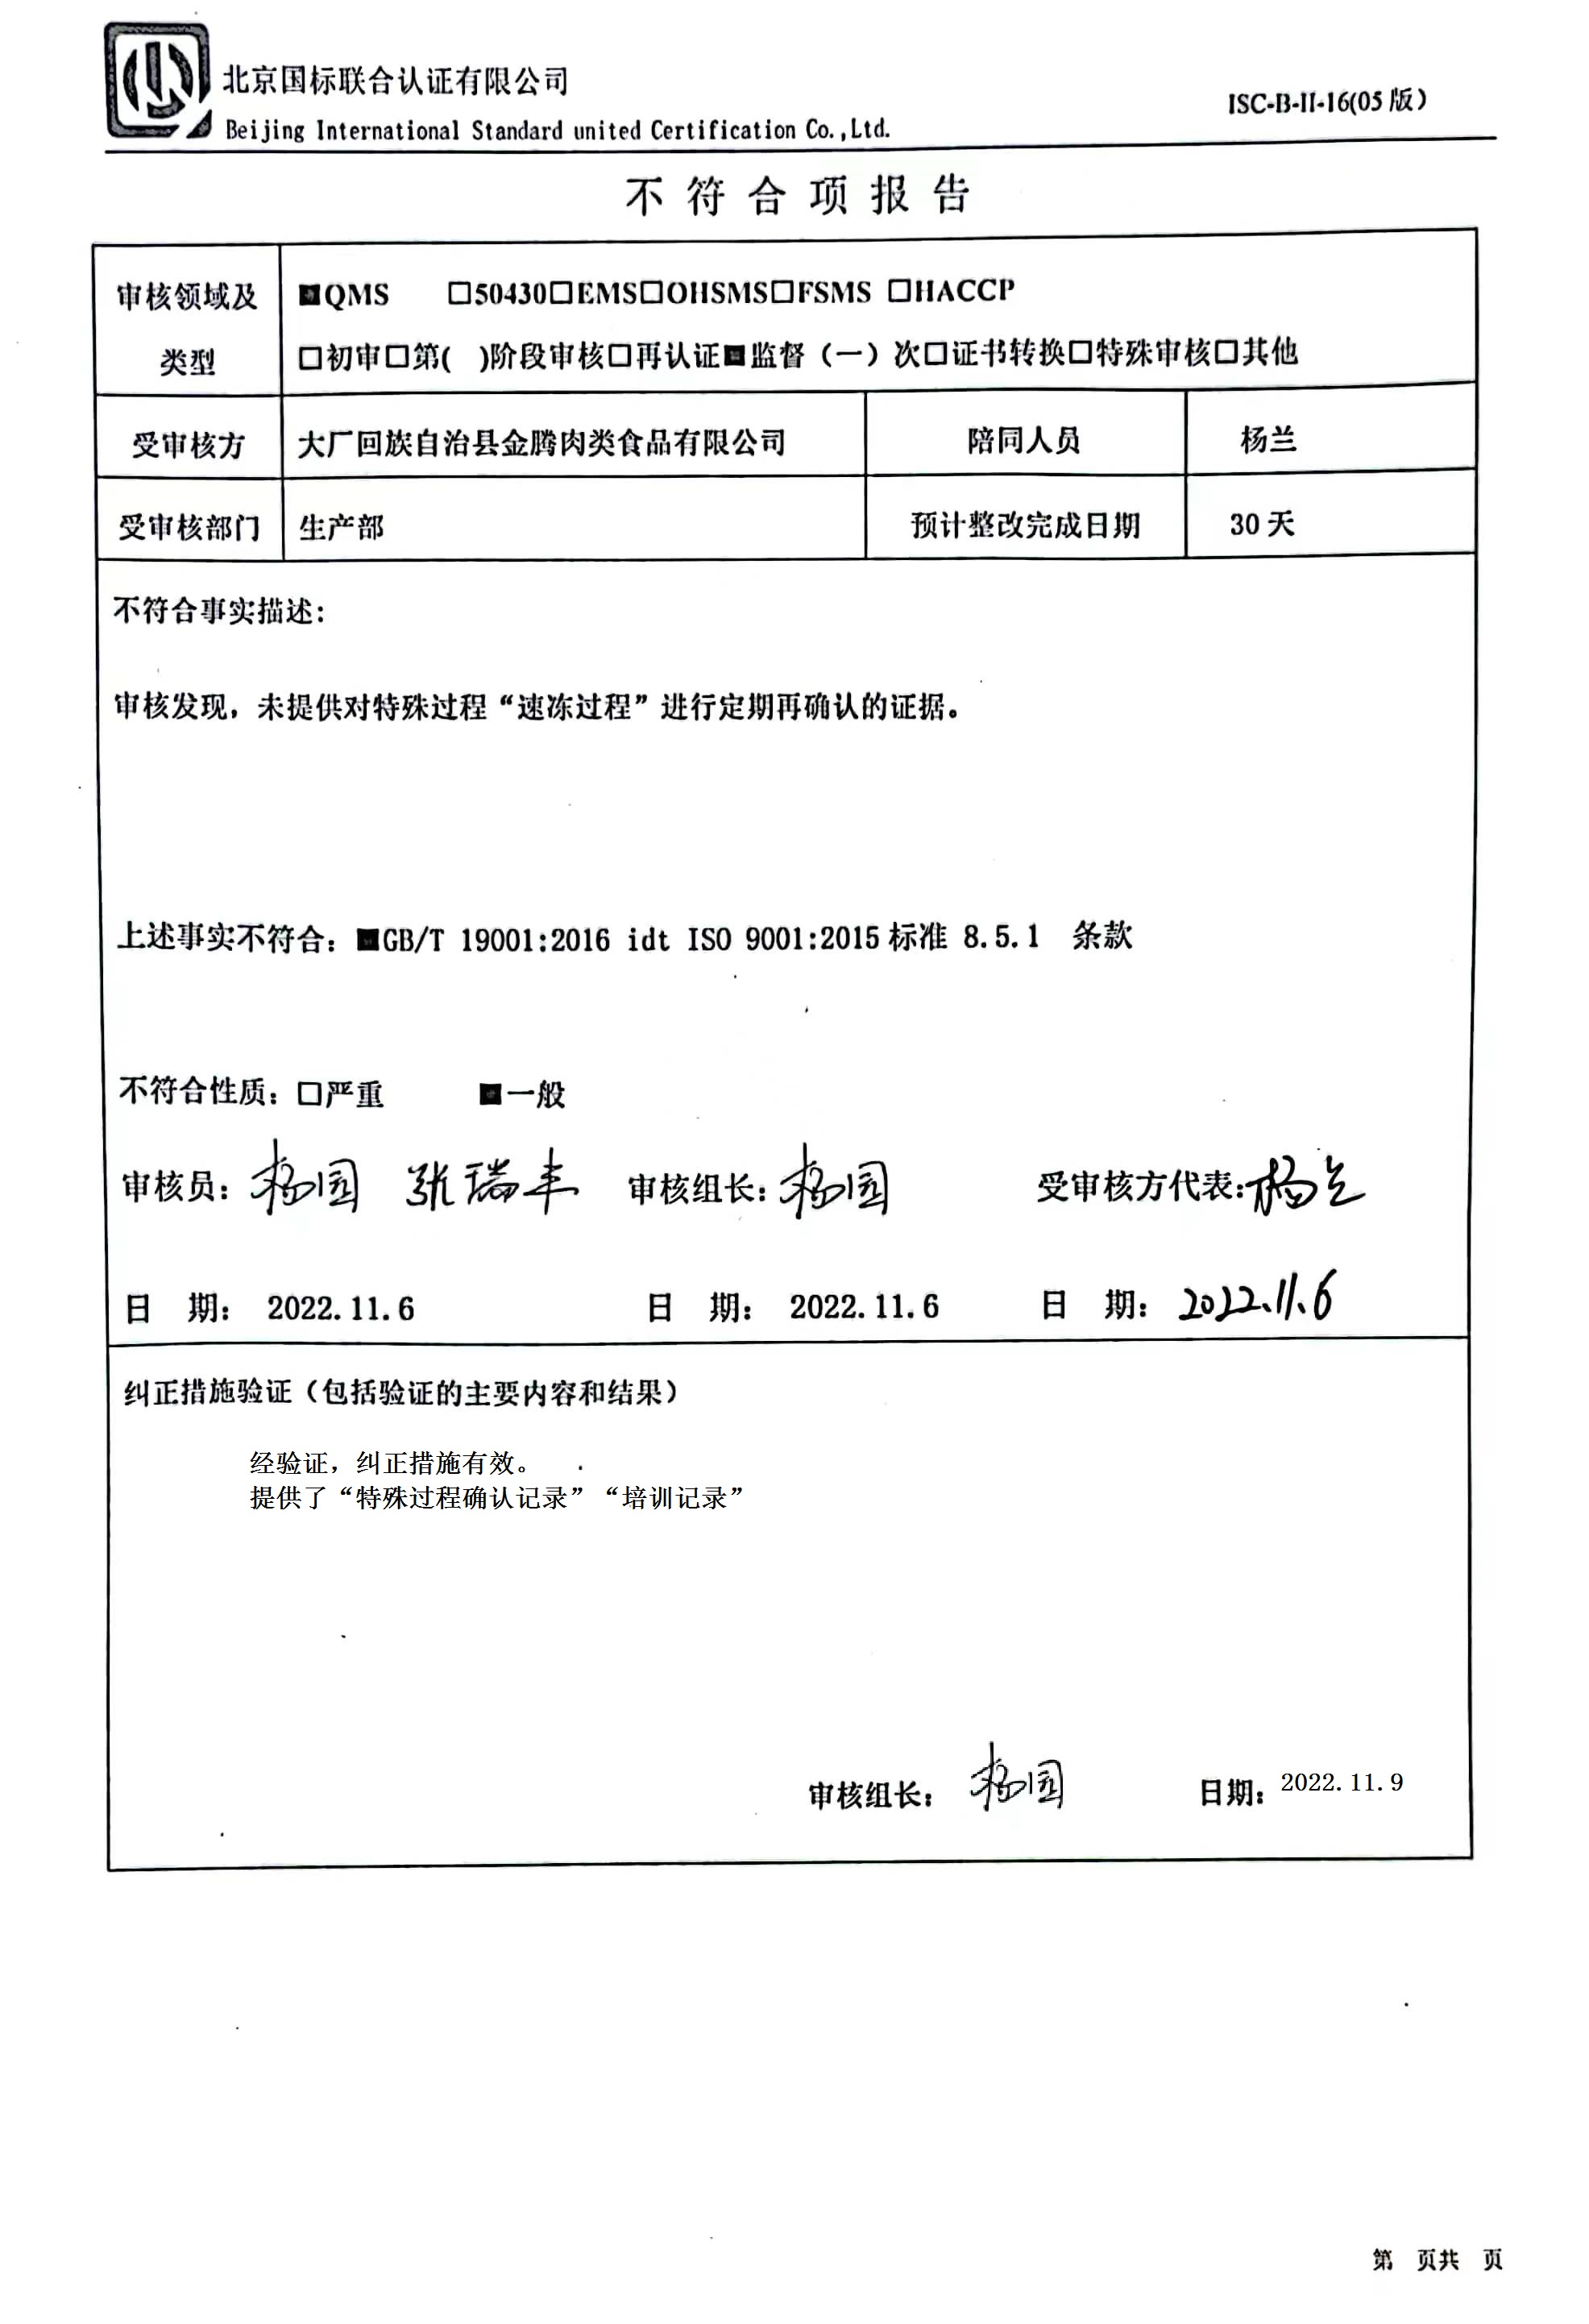 北京国标联合认证有限公司
Beijing International Standard united Certification Co.,Ltd.
ISC-B-II-16(05版)
不符合项报告
审核领域及类型
■QMS □50430□EMS□OHSMS□FSMS □HACCP
□初审□第( )阶段审核□再认证■监督（一）次□证书转换□特殊审核□其他
受审核方 大厂回族自治县金腾肉类食品有限公司 陪同人员 杨兰
受审核部门 生产部 预计整改完成日期 30天
不符合事实描述：
审核发现，未提供对特殊过程“速冻过程”进行定期再确认的证据。
上述事实不符合：■GB/T 19001:2016 idt ISO 9001:2015标准 8.5.1 条款
不符合性质：□严重 ■一般
审核员：杨园 张瑞丰 审核组长：杨园 受审核方代表：杨兰
日 期： 2022.11.6 日 期： 2022.11.6 日 期： 2022.11.6
纠正措施验证（包括验证的主要内容和结果）
经验证，纠正措施有效。
提供了“特殊过程确认记录”“培训记录”
审核组长： 杨园 日期：2022.11.9
第 页共 页